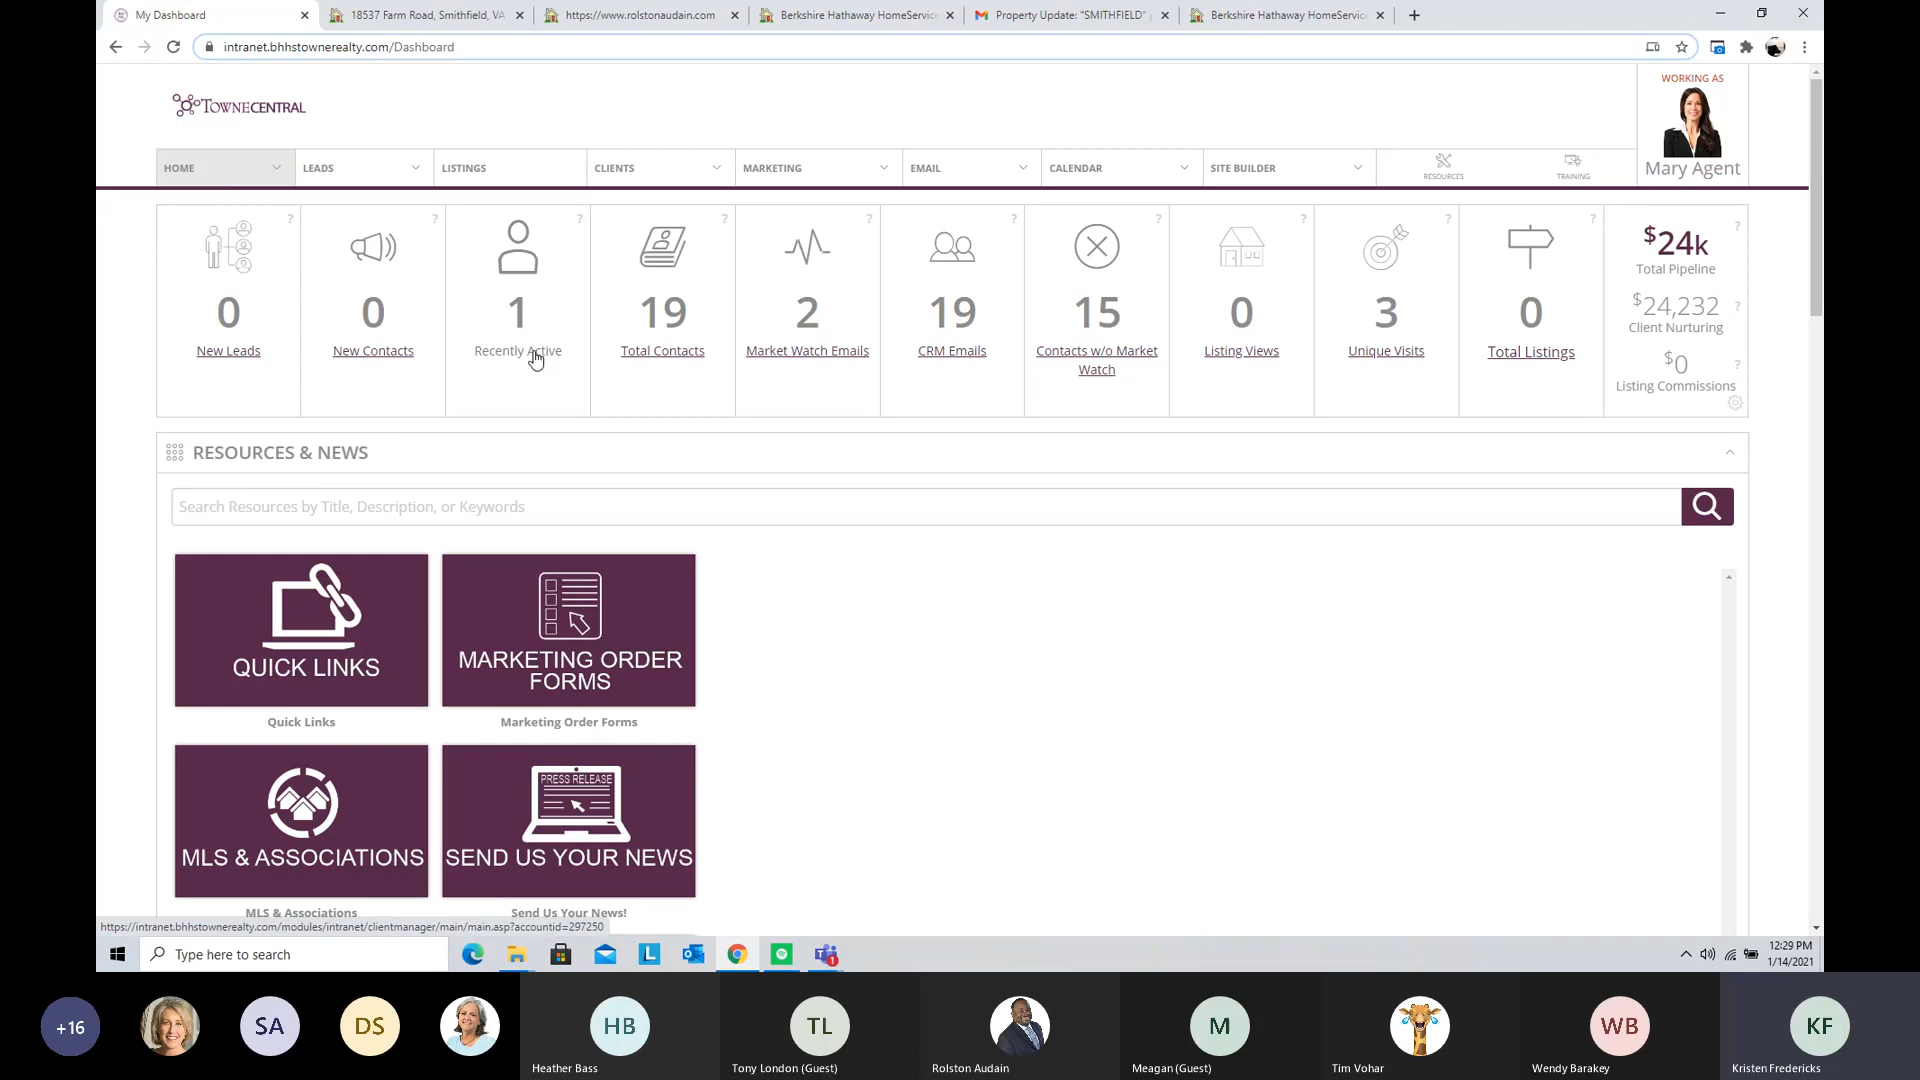 My Dashboard
18537 Farm Road, Smithfield, VA
https://www.rolstonaudain.com
Berkshire Hathaway HomeService
Property Update: "SMITHFIELD"
Berkshire Hathaway HomeService
intranet.bhhstownerealty.com/Dashboard
TOWNECENTRAL
WORKING AS
Mary Agent
HOME
LEADS
LISTINGS
CLIENTS
MARKETING
EMAIL
CALENDAR
SITE BUILDER
RESOURCES
TRAINING
?
0
New Leads
?
0
New Contacts
?
1
Recently Active
?
19
Total Contacts
?
2
Market Watch Emails
?
19
CRM Emails
?
15
Contacts w/o Market
Watch
?
0
Listing Views
?
3
Unique Visits
?
0
Total Listings
?
$24k
Total Pipeline
$24,232 ?
Client Nurturing
$0 ?
Listing Commissions
RESOURCES & NEWS
Search Resources by Title, Description, or Keywords
QUICK LINKS
Quick Links
MARKETING ORDER
FORMS
Marketing Order Forms
MLS & ASSOCIATIONS
MLS & Associations
PRESS RELEASE
SEND US YOUR NEWS
Send Us Your News!
https://intranet.bhhstownerealty.com/modules/intranet/clientmanager/main/main.asp?accountid=297250
Type here to search
L
1
12:29 PM
1/14/2021
+16
SA
DS
HB
Heather Bass
TL
Tony London (Guest)
Rolston Audain
M
Meagan (Guest)
Tim Vohar
WB
Wendy Barakey
KF
Kristen Fredericks